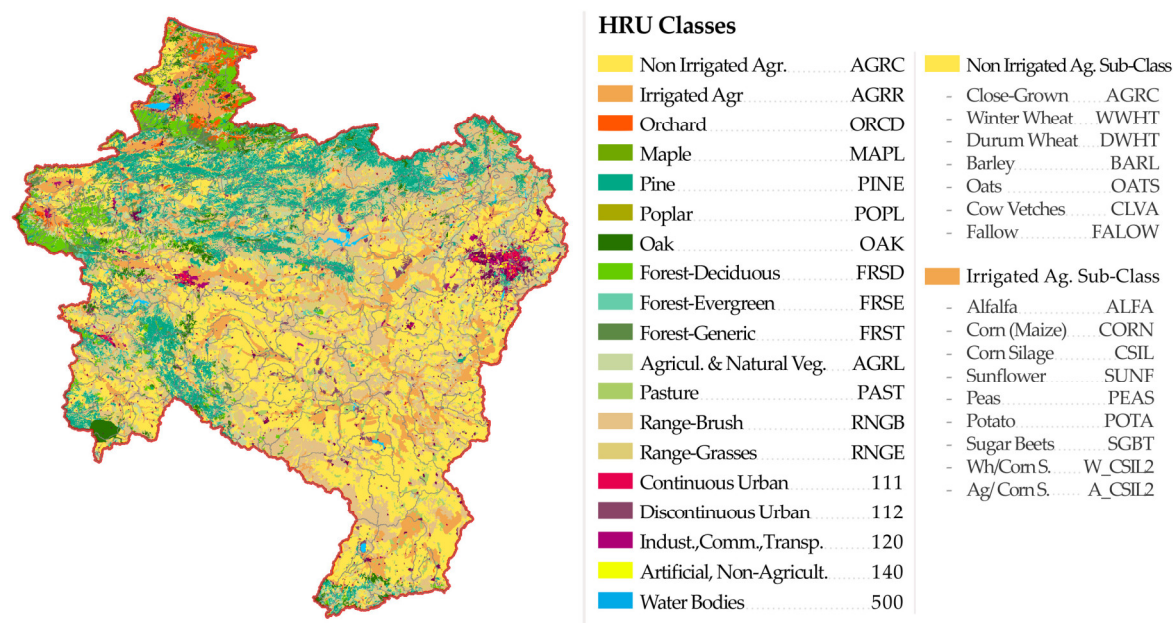 HRU Classes
Non Irrigated Agr. AGRC
Irrigated Agr AGRR
Orchard ORCD
Maple MAPL
Pine PINE
Poplar POPL
Oak OAK
Forest-Deciduous FRSD
Forest-Evergreen FRSE
Forest-Generic FRST
Agricul. & Natural Veg. AGRL
Pasture PAST
Range-Brush RNGB
Range-Grasses RNGE
Continuous Urban 111
Discontinuous Urban 112
Indust.,Comm.,Transp. 120
Artificial, Non-Agricult. 140
Water Bodies 500
Non Irrigated Ag. Sub-Class
- Close-Grown AGRC
- Winter Wheat WWHT
- Durum Wheat DWHT
- Barley BARL
- Oats OATS
- Cow Vetches CLVA
- Fallow FALOW
Irrigated Ag. Sub-Class
- Alfalfa ALFA
- Corn (Maize) CORN
- Corn Silage CSIL
- Sunflower SUNF
- Peas PEAS
- Potato POTA
- Sugar Beets SGBT
- Wh/Corn S. W_CSIL2
- Ag/ Corn S. A_CSIL2